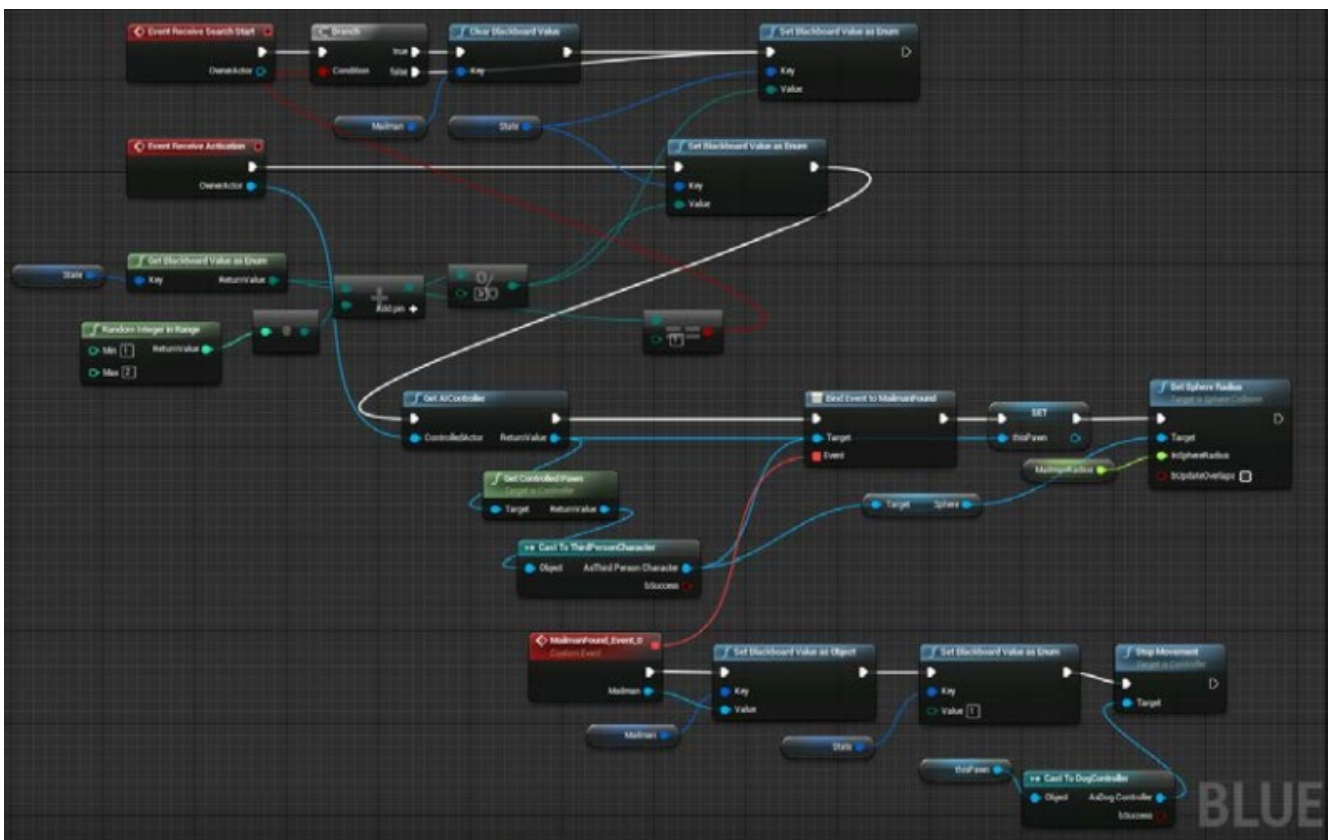 Event Receive Search Start
OwnerActor
Branch
true
Condition
false
Clear Blackboard Value
Key
Set Blackboard Value as Enum
Key
Value
Mailman
State
Event Receive Activation
OwnerActor
Set Blackboard Value as Enum
Key
Value
State
Get Blackboard Value as Enum
Key
ReturnValue
Add pin +
%
Random Integer in Range
Min 1
ReturnValue
Max 2
==
1
Get AIController
ControlledActor
ReturnValue
Bind Event to MailmanFound
Target
Event
SET
thisPawn
Set Sphere Radius
Target is Sphere Collision
Target
InSphereRadius
bUpdateOverlaps
MailmanRadius
Get Controlled Pawn
Target is Controller
Target
ReturnValue
Target
Sphere
Cast To ThirdPersonCharacter
Object
AsThird Person Character
bSuccess
MailmanFound_Event_0
Custom Event
Mailman
Set Blackboard Value as Object
Key
Value
Set Blackboard Value as Enum
Key
Value 1
Stop Movement
Target is Controller
Target
Mailman
State
thisPawn
Cast To DogController
Object
AsDog Controller
bSuccess
BLUE